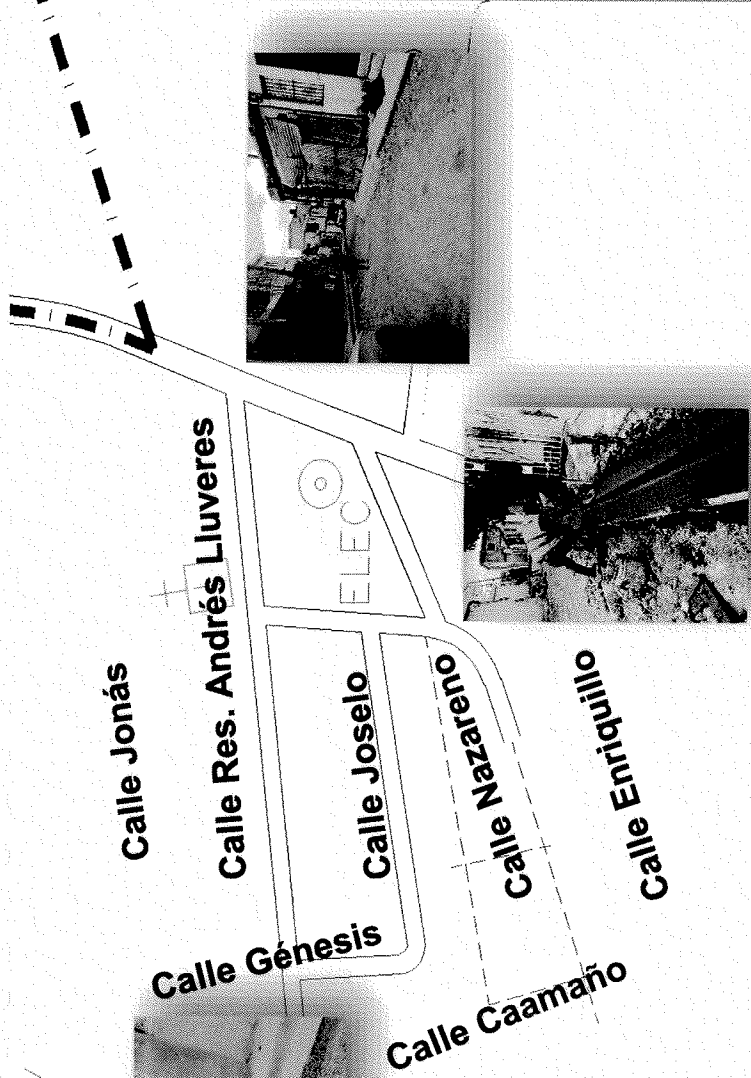 Calle Jonás
Calle Res. Andrés Lluveres
ELEC
Calle Joselo
Calle Nazareno
Calle Enriquillo
Calle Génesis
Calle Caamaño